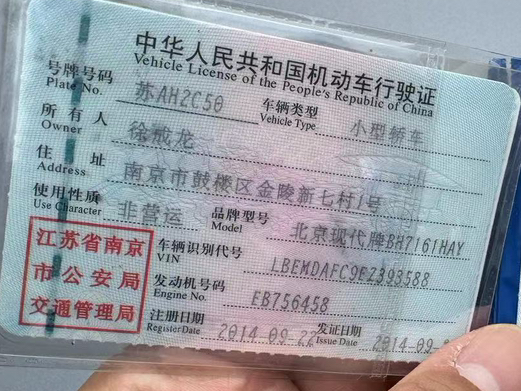 中华人民共和国机动车行驶证
Vehicle License of the People's Republic of China
号牌号码 苏AH2C50 车辆类型 小型轿车
Plate No. Vehicle Type
所有人 徐 龙
Owner
住址 南京市鼓楼区金陵新七村1号
Address
使用性质 非营运 品牌型号 北京现代牌BH7161HAY
Use Character Model
江苏省南京
市公安局
交通管理局
车辆识别代号 LBEMDAFC9EZ393588
VIN
发动机号码 EB756458
Engine No.
注册日期 2014-09-22 发证日期 2014-09-
Register Date Issue Date